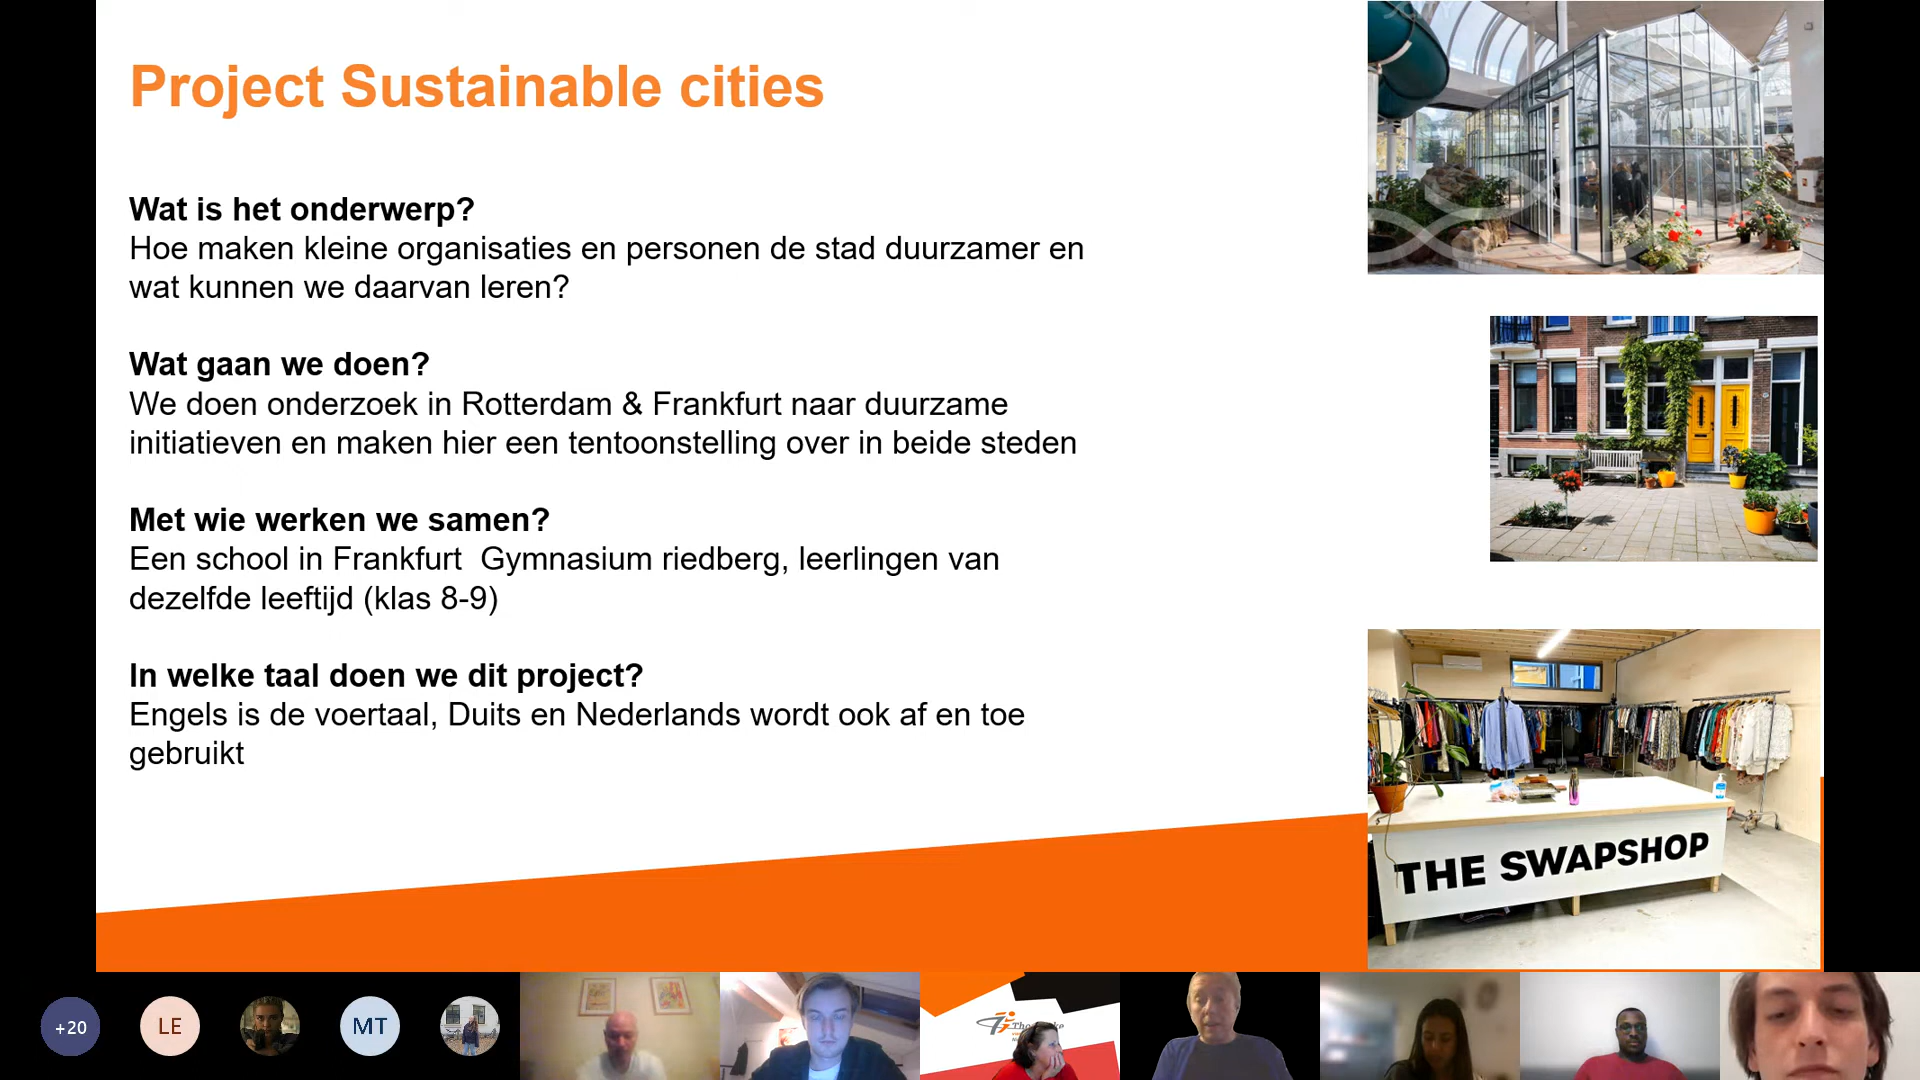 Project Sustainable cities
Wat is het onderwerp?
Hoe maken kleine organisaties en personen de stad duurzamer en
wat kunnen we daarvan leren?
Wat gaan we doen?
We doen onderzoek in Rotterdam & Frankfurt naar duurzame
initiatieven en maken hier een tentoonstelling over in beide steden
Met wie werken we samen?
Een school in Frankfurt  Gymnasium riedberg, leerlingen van
dezelfde leeftijd (klas 8-9)
In welke taal doen we dit project?
Engels is de voertaal, Duits en Nederlands wordt ook af en toe
gebruikt
THE SWAPSHOP
+20
LE
MT